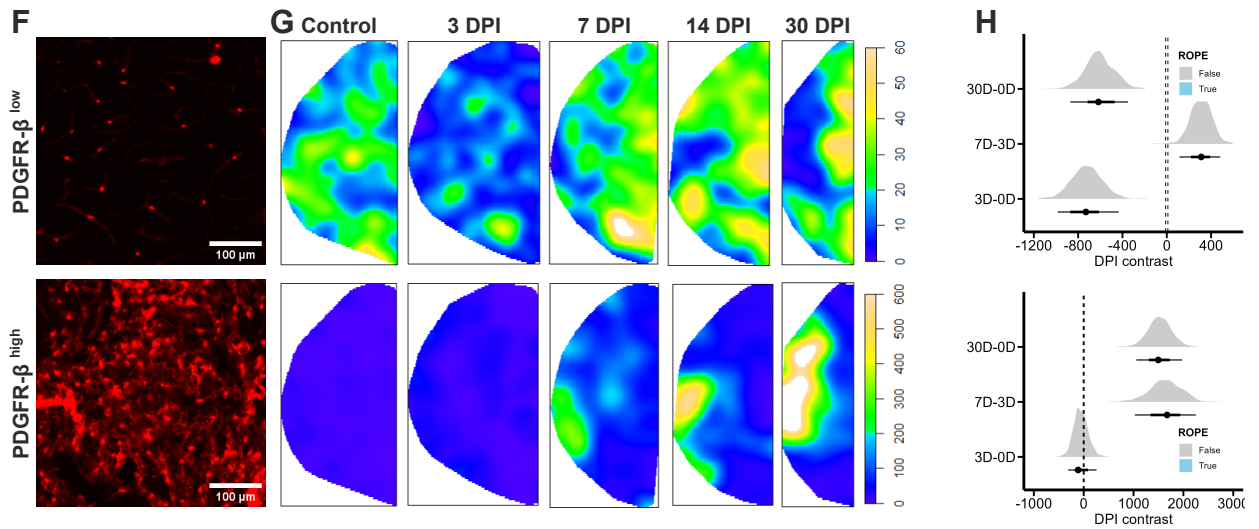 F
PDGFR-β low
100 μm
PDGFR-β high
100 μm
G
Control
3 DPI
7 DPI
14 DPI
30 DPI
60
50
40
30
20
10
0
600
500
400
300
200
100
0
H
ROPE
False
True
30D-0D
7D-3D
3D-0D
-1200 -800 -400 0 400
DPI contrast
30D-0D
7D-3D
3D-0D
ROPE
False
True
-1000 0 1000 2000 3000
DPI contrast